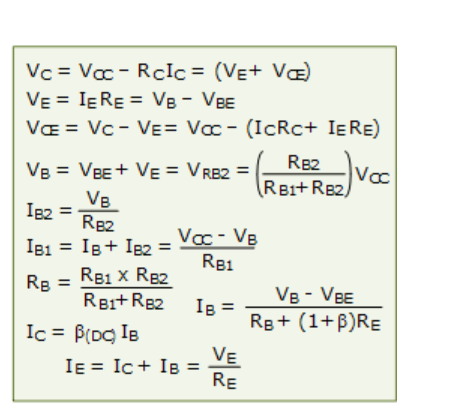 VC = VCC − RCIC = (VE + VCE)
VE = IERE = VB − VBE
VCE = VC − VE = VCC − (ICRC + IERE)
VB = VBE + VE = VRB2 = (RB2 / (RB1 + RB2)) VCC
IB2 = VB / RB2
IB1 = IB + IB2 = (VCC − VB) / RB1
RB = (RB1 x RB2) / (RB1 + RB2)
IB = (VB − VBE) / (RB + (1+β)RE)
IC = β(DC) IB
IE = IC + IB = VE / RE